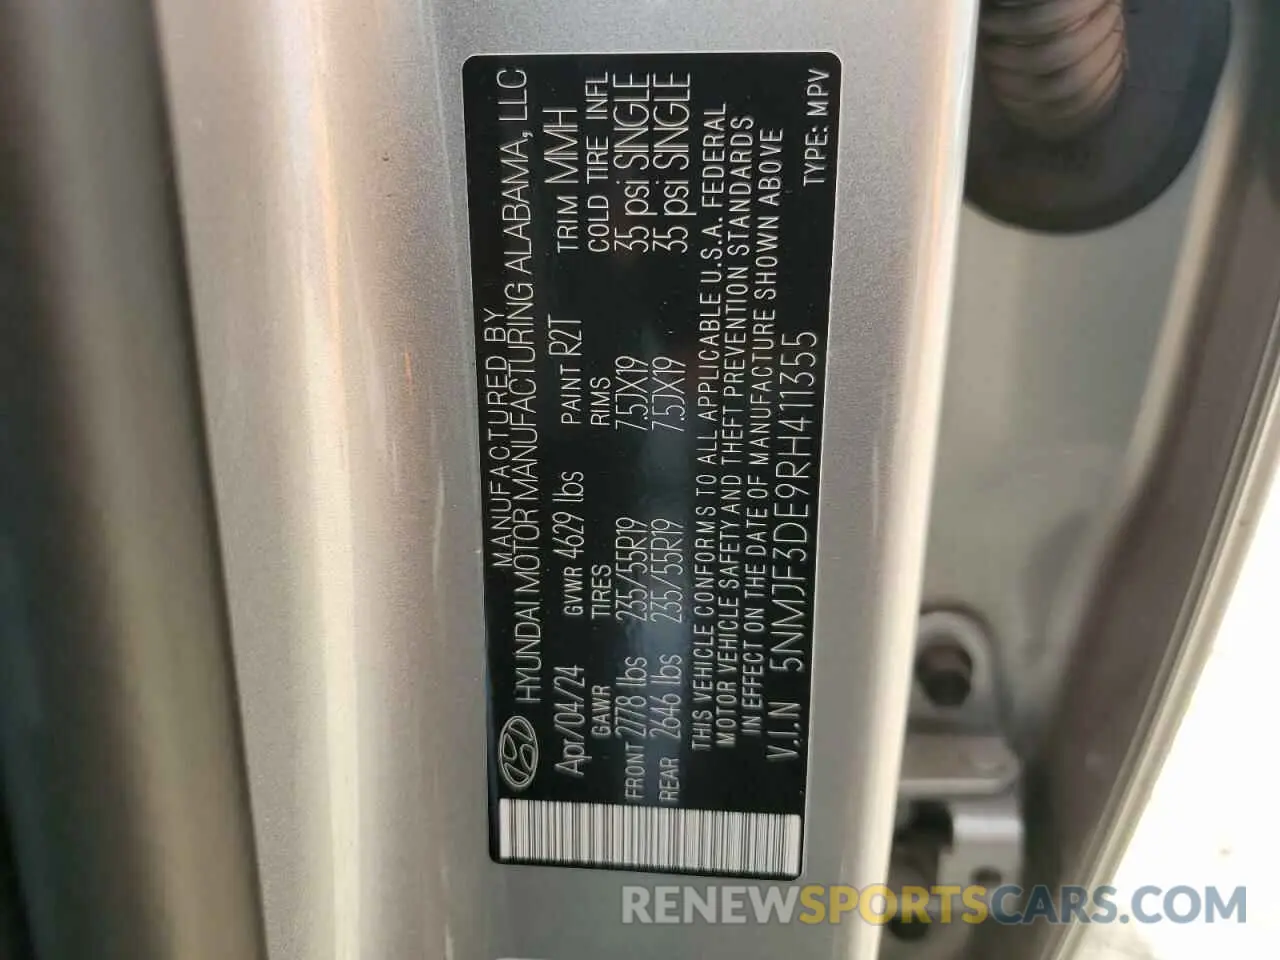 MANUFACTURED BY
HYUNDAI MOTOR MANUFACTURING ALABAMA, LLC
Apr/04/24 GVWR 4629 lbs PAINT R2T TRIM MMH
GAWR TIRES RIMS COLD TIRE INFL
FRONT 2778 lbs 235/55R19 7.5JX19 35 psi SINGLE
REAR 2646 lbs 235/55R19 7.5JX19 35 psi SINGLE
THIS VEHICLE CONFORMS TO ALL APPLICABLE U.S.A. FEDERAL
MOTOR VEHICLE SAFETY AND THEFT PREVENTION STANDARDS
IN EFFECT ON THE DATE OF MANUFACTURE SHOWN ABOVE
V.I.N 5NMJF3DE9RH411355 TYPE: MPV
RENEWSPORTSCARS.COM